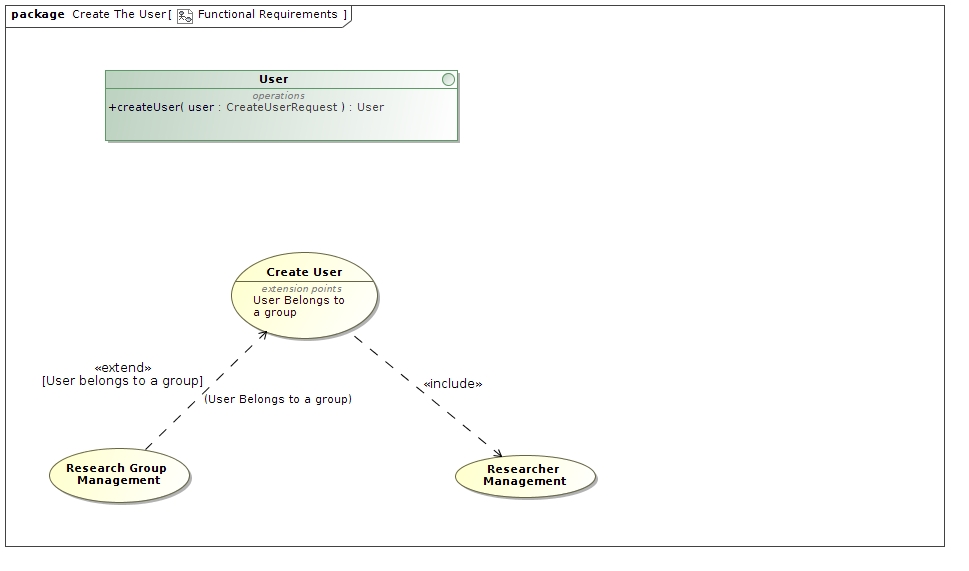 package Create The User[ Functional Requirements ]
User
operations
+createUser( user : CreateUserRequest ) : User
Create User
extension points
User Belongs to
a group
«extend»
[User belongs to a group]
«include»
(User Belongs to a group)
Research Group
Management
Researcher
Management